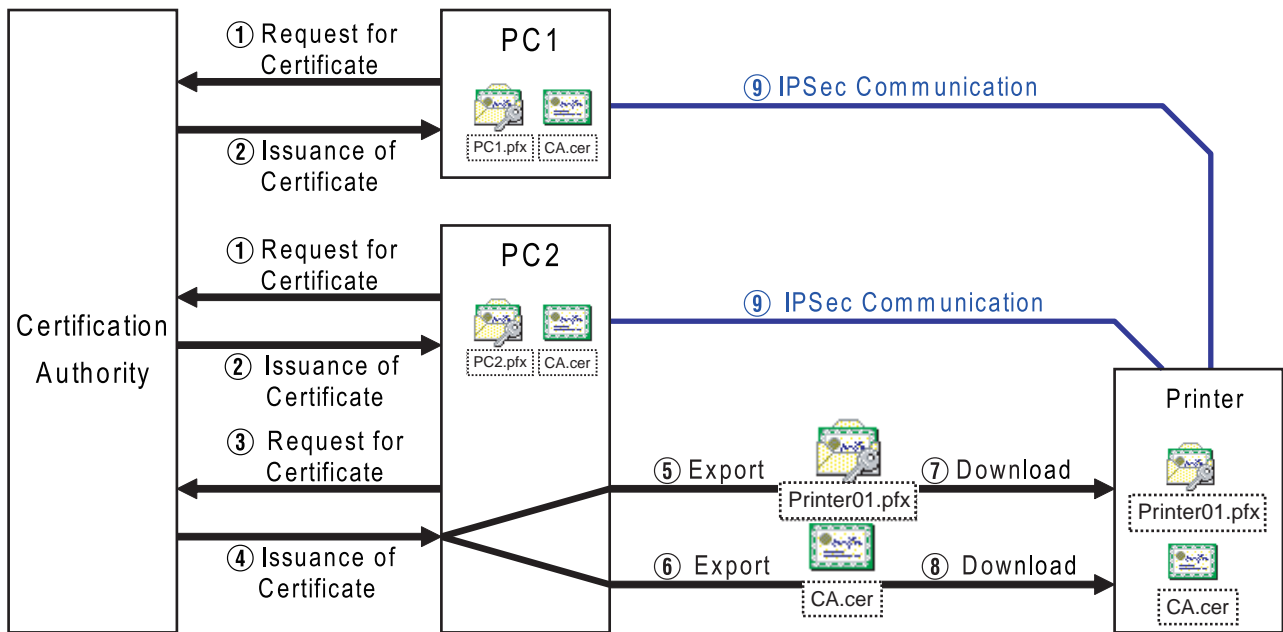 Certification
Authority
① Request for
Certificate
② Issuance of
Certificate
PC1
PC1.pfx
CA.cer
⑨ IPSec Communication
① Request for
Certificate
② Issuance of
Certificate
PC2
PC2.pfx
CA.cer
⑨ IPSec Communication
③ Request for
Certificate
④ Issuance of
Certificate
⑤ Export
Printer01.pfx
⑦ Download
⑥ Export
CA.cer
⑧ Download
Printer
Printer01.pfx
CA.cer